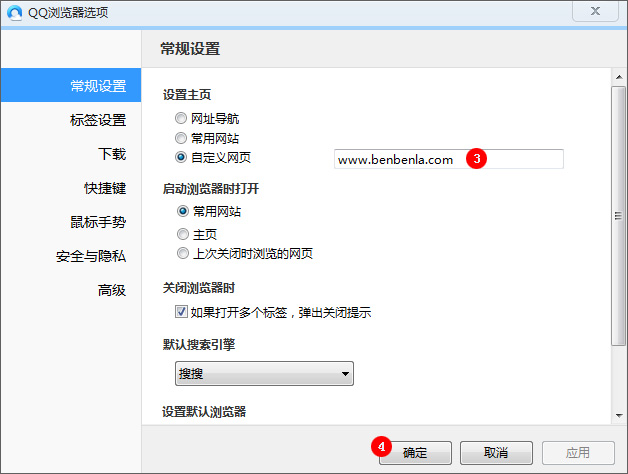 QQ浏览器选项
常规设置
常规设置
标签设置
下载
快捷键
鼠标手势
安全与隐私
高级
设置主页
网址导航
常用网站
自定义网页
www.benbenla.com 3
启动浏览器时打开
常用网站
主页
上次关闭时浏览的网页
关闭浏览器时
如果打开多个标签，弹出关闭提示
默认搜索引擎
搜搜
设置默认浏览器
4 确定 取消 应用